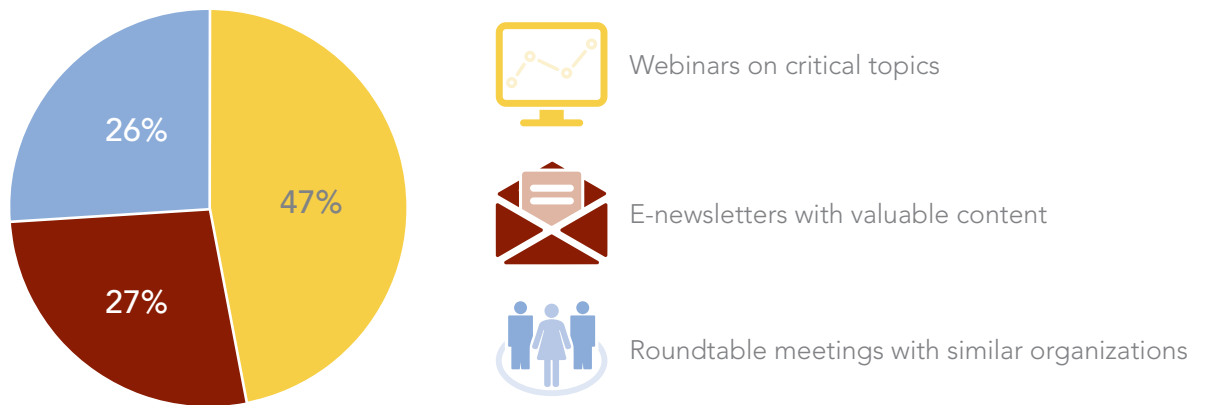 26%
47%
27%
Webinars on critical topics
E-newsletters with valuable content
Roundtable meetings with similar organizations